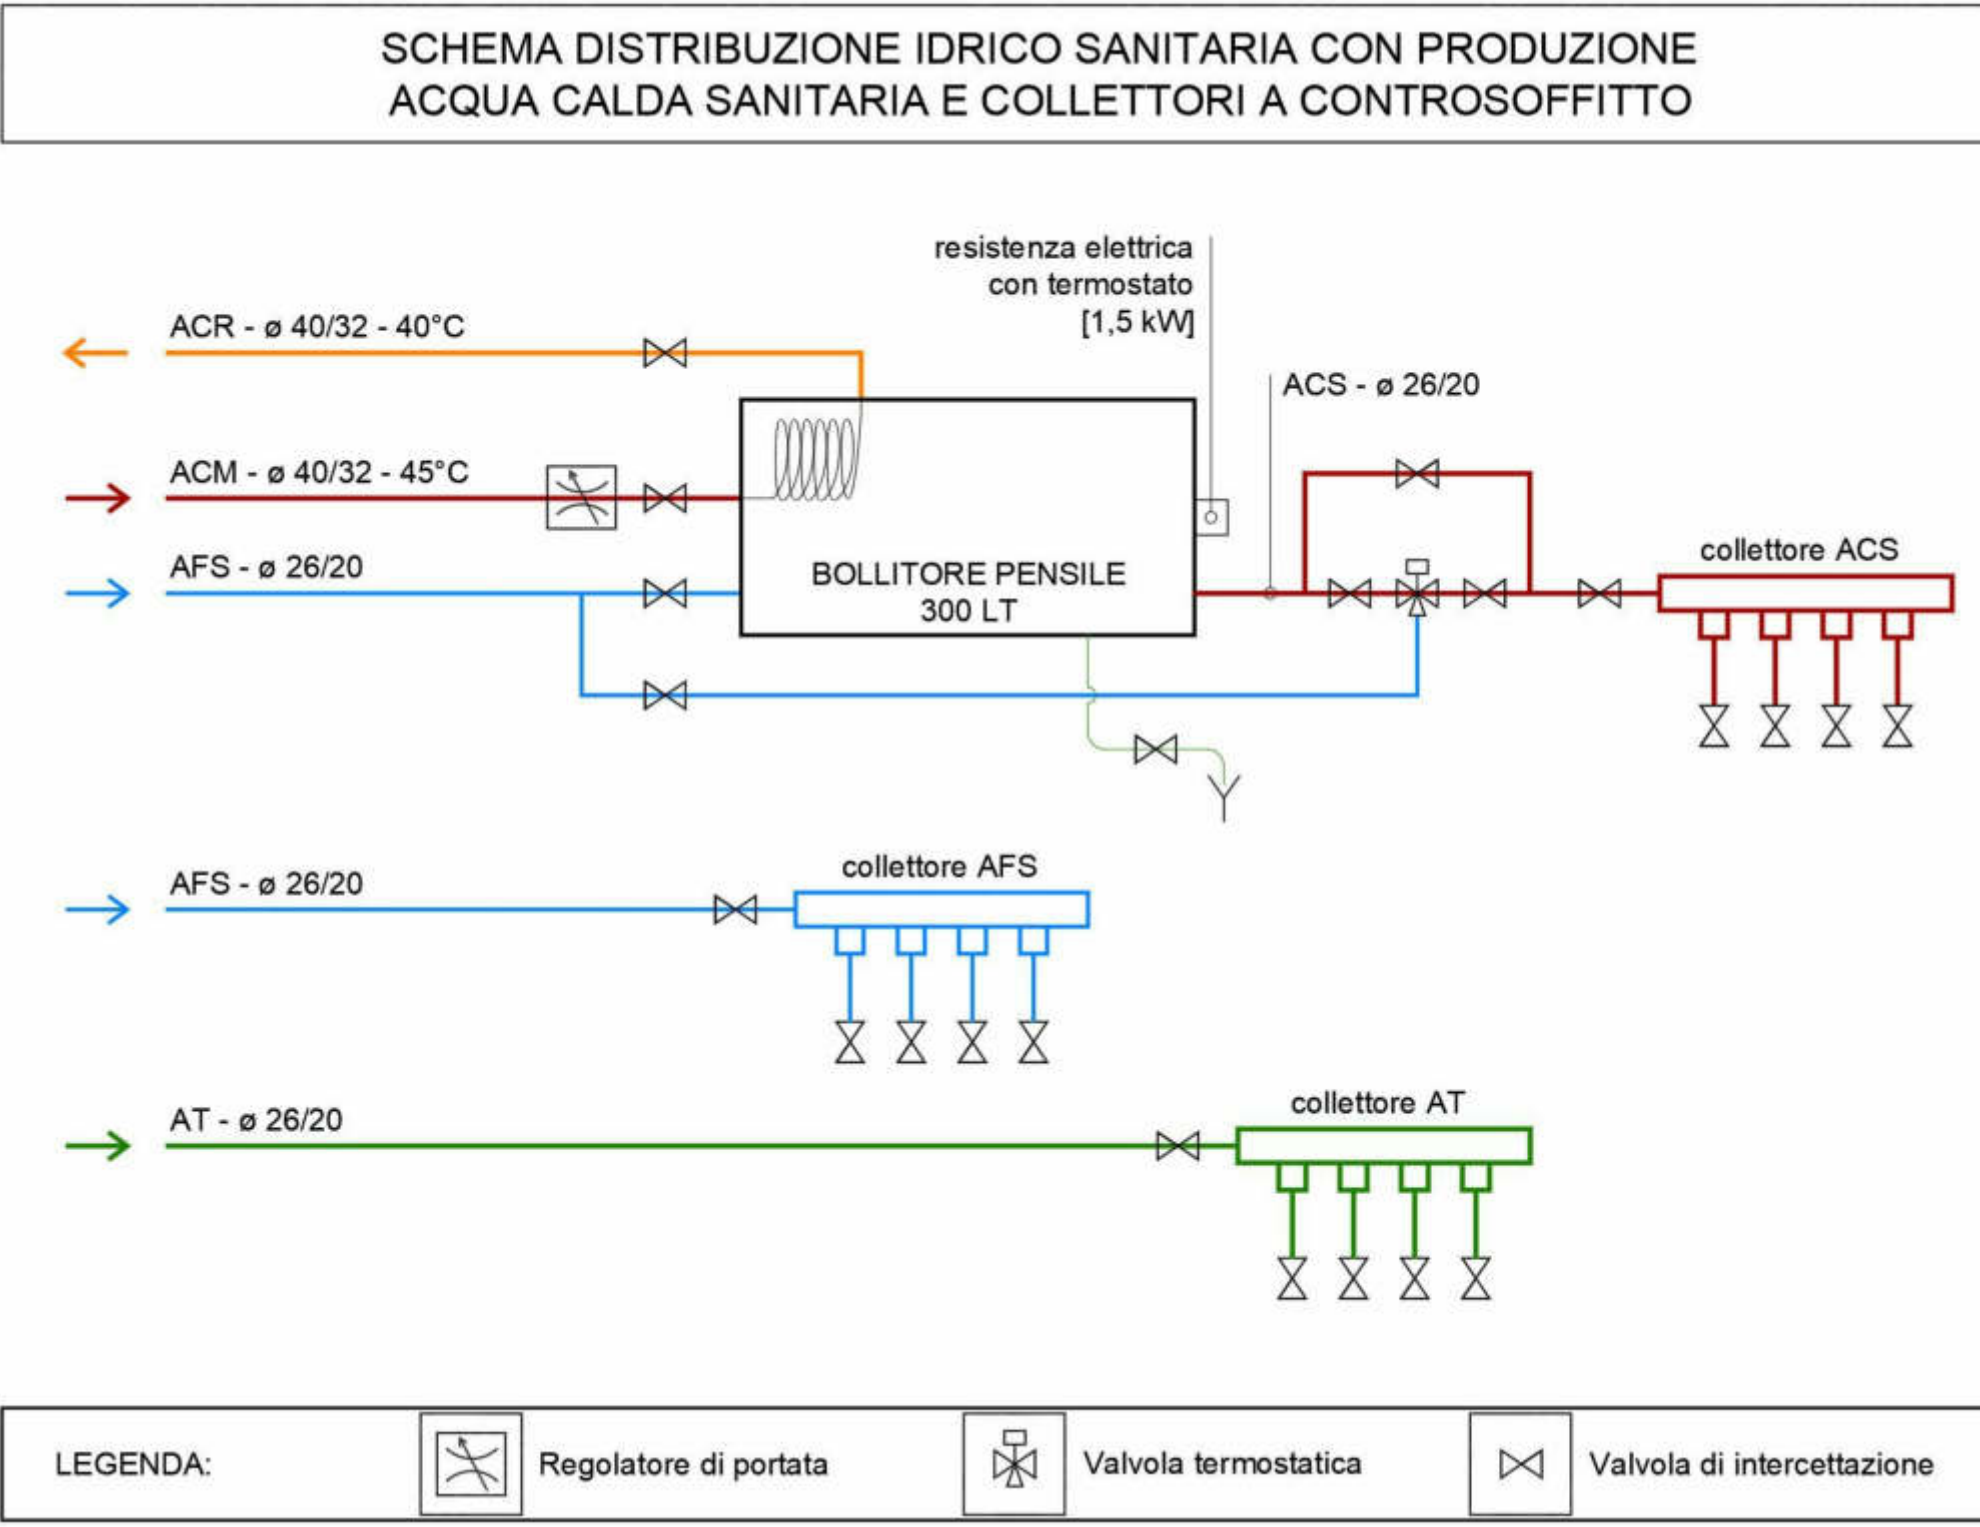 SCHEMA DISTRIBUZIONE IDRICO SANITARIA CON PRODUZIONE
ACQUA CALDA SANITARIA E COLLETTORI A CONTROSOFFITTO
resistenza elettrica
con termostato
[1,5 kW]
ACR - ø 40/32 - 40°C
ACS - ø 26/20
ACM - ø 40/32 - 45°C
AFS - ø 26/20
BOLLITORE PENSILE
300 LT
collettore ACS
collettore AFS
AFS - ø 26/20
collettore AT
AT - ø 26/20
LEGENDA:
Regolatore di portata
Valvola termostatica
Valvola di intercettazione